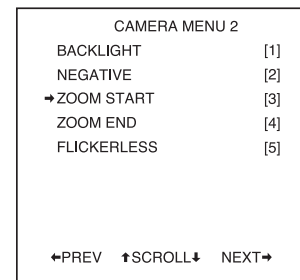 CAMERA MENU 2
BACKLIGHT [1]
NEGATIVE [2]
→ZOOM START [3]
ZOOM END [4]
FLICKERLESS [5]
←PREV ↑SCROLL↓ NEXT→